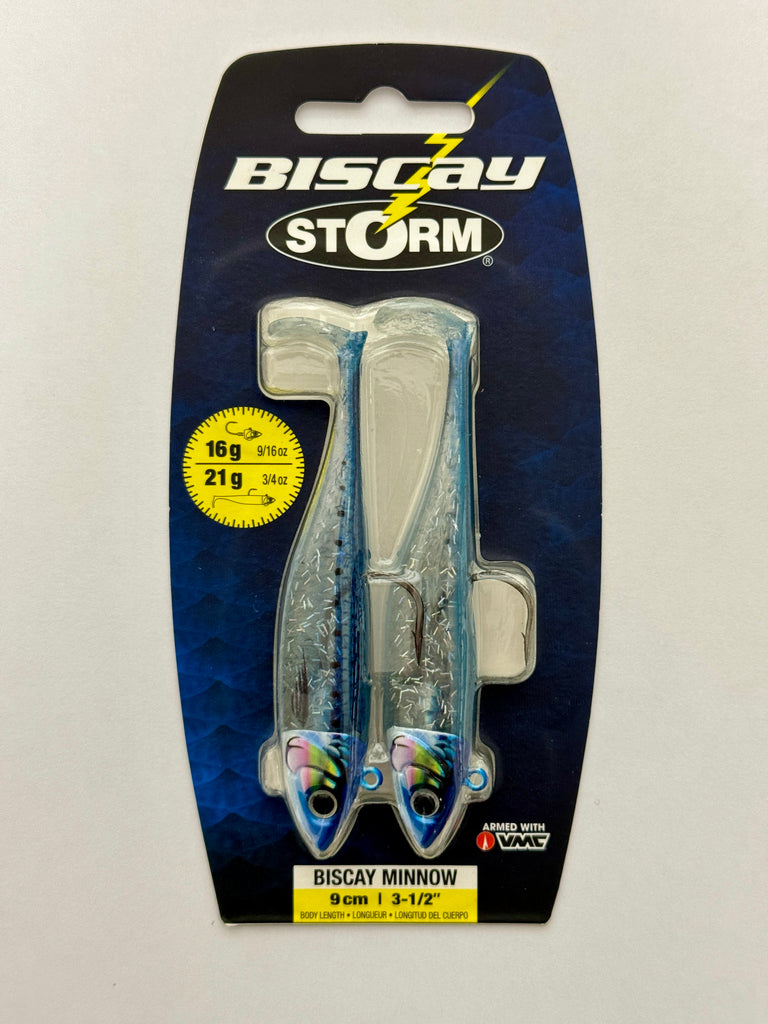 BISCAY
STORM®
16g 9/16 oz
21g 3/4 oz
ARMED WITH
VMC
BISCAY MINNOW
9cm | 3-1/2"
BODY LENGTH • LONGUEUR • LONGITUD DEL CUERPO